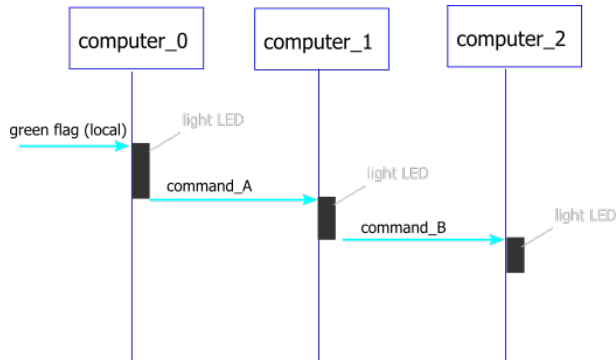 computer_0
computer_1
computer_2
green flag (local)
light LED
command_A
light LED
command_B
light LED